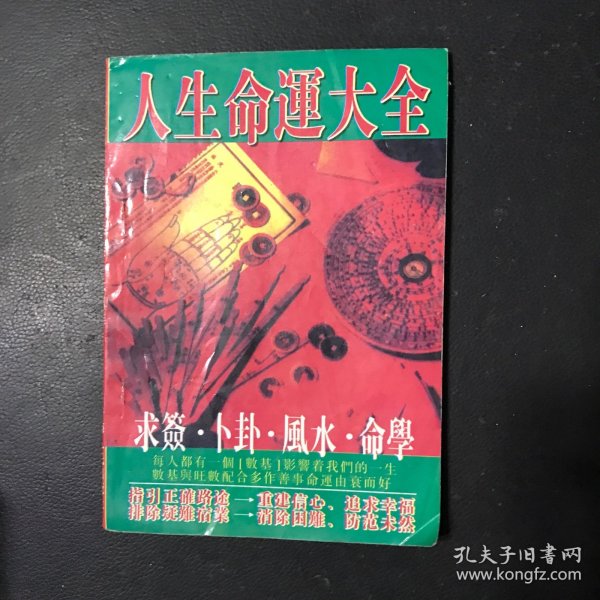 人生命運大全
求簽·卜卦·風水·命學
每人都有一個[數基]影響着我們的一生
數基與旺數配合多作善事命運由衰而好
指引正確路途→重建信心、追求幸福
排除疑難宿業→消除困難、防范未然
孔夫子旧书网
www.kongfz.com